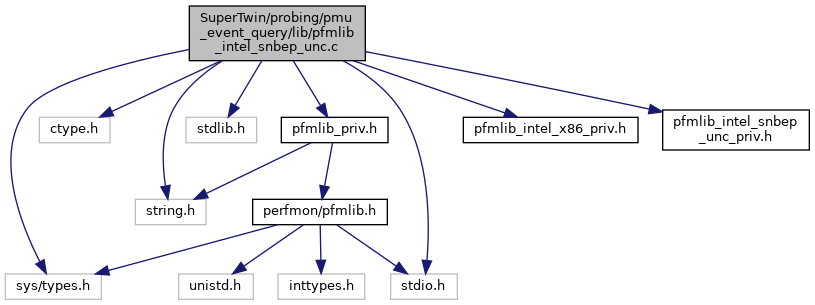 SuperTwin/probing/pmu
_event_query/lib/pfmlib
_intel_snbep_unc.c
ctype.h
stdlib.h
pfmlib_priv.h
pfmlib_intel_x86_priv.h
pfmlib_intel_snbep
_unc_priv.h
string.h
perfmon/pfmlib.h
sys/types.h
unistd.h
inttypes.h
stdio.h